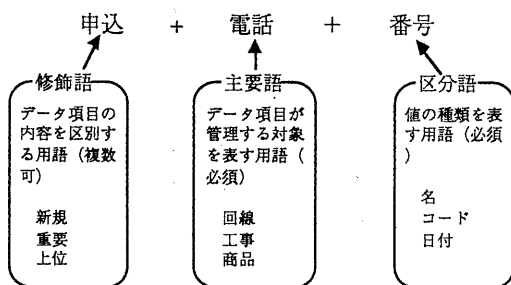 申込 + 電話 + 番号
修飾語
データ項目の
内容を区別す
る用語（複数
可）
新規
重要
上位
主要語
データ項目が
管理する対象
を表す用語（
必須）
回線
工事
商品
区分語
値の種類を表
す用語（必須
）
名
コード
日付